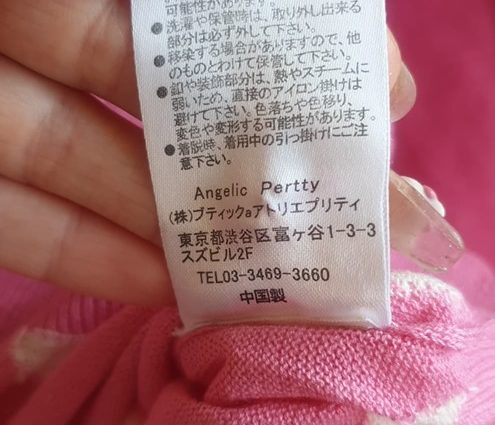 可能性があります。
●洗濯や保管時は、取り外し出来る
部分は必ず外して下さい。
●移染する場合がありますので、他
のものとわけて保管して下さい。
●釦や装飾部分は、熱やスチームに
弱いため、直接のアイロン掛けは
避けて下さい。色落ちや色移り、
変色や変形する可能性があります。
●着脱時、着用中の引っ掛けにご注
意下さい。
Angelic Pertty
(株)ブティックaアトリエプリティ
東京都渋谷区富ヶ谷1-3-3
スズビル2F
TEL03-3469-3660
中国製